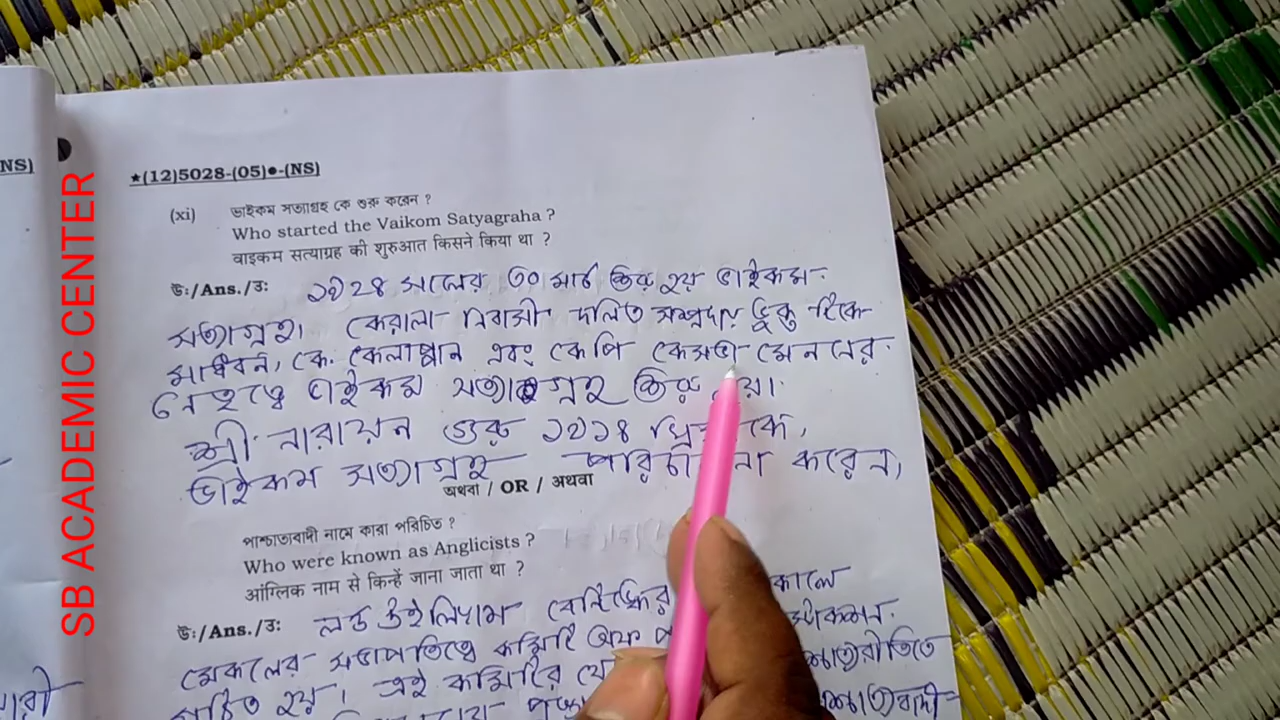 NS)
SB ACADEMIC CENTER
★(12)5028-(05)●-(NS)
(xi) ভাইকম সত্যাগ্রহ কে শুরু করেন ?
Who started the Vaikom Satyagraha ?
वाइकम सत्याग्रह की शुरुआत किसने किया था ?
উঃ/Ans./उः ১৯২৪ সালের ৩০ মার্চ শুরু হয় ভাইকম
সত্যাগ্রহ। কেরালা নিবাসী দলিত সম্প্রদায় ভুক্ত টিকে
মাধবন, কে. কেলাপ্পান এবং কেপি কেসভা মেননের
নেতৃত্বে ভাইকম সত্যাগ্রহ শুরু হয়।
শ্রী নারায়ন গুরু ১৯২৪
ভাইকম সত্যাগ্রহ করেন,
অথবা / OR / अथवा
পাশ্চাত্যবাদী নামে কারা পরিচিত ?
Who were known as Anglicists ?
आंग्लिक नाम से किन्हें जाना जाता था ?
উঃ/Ans./उः লর্ড উইলিয়াম বেন্টিঙ্কের কালে
মেকলের সভাপতিত্বে কমিটি অফ
গঠিত হয়। এই কমিটির